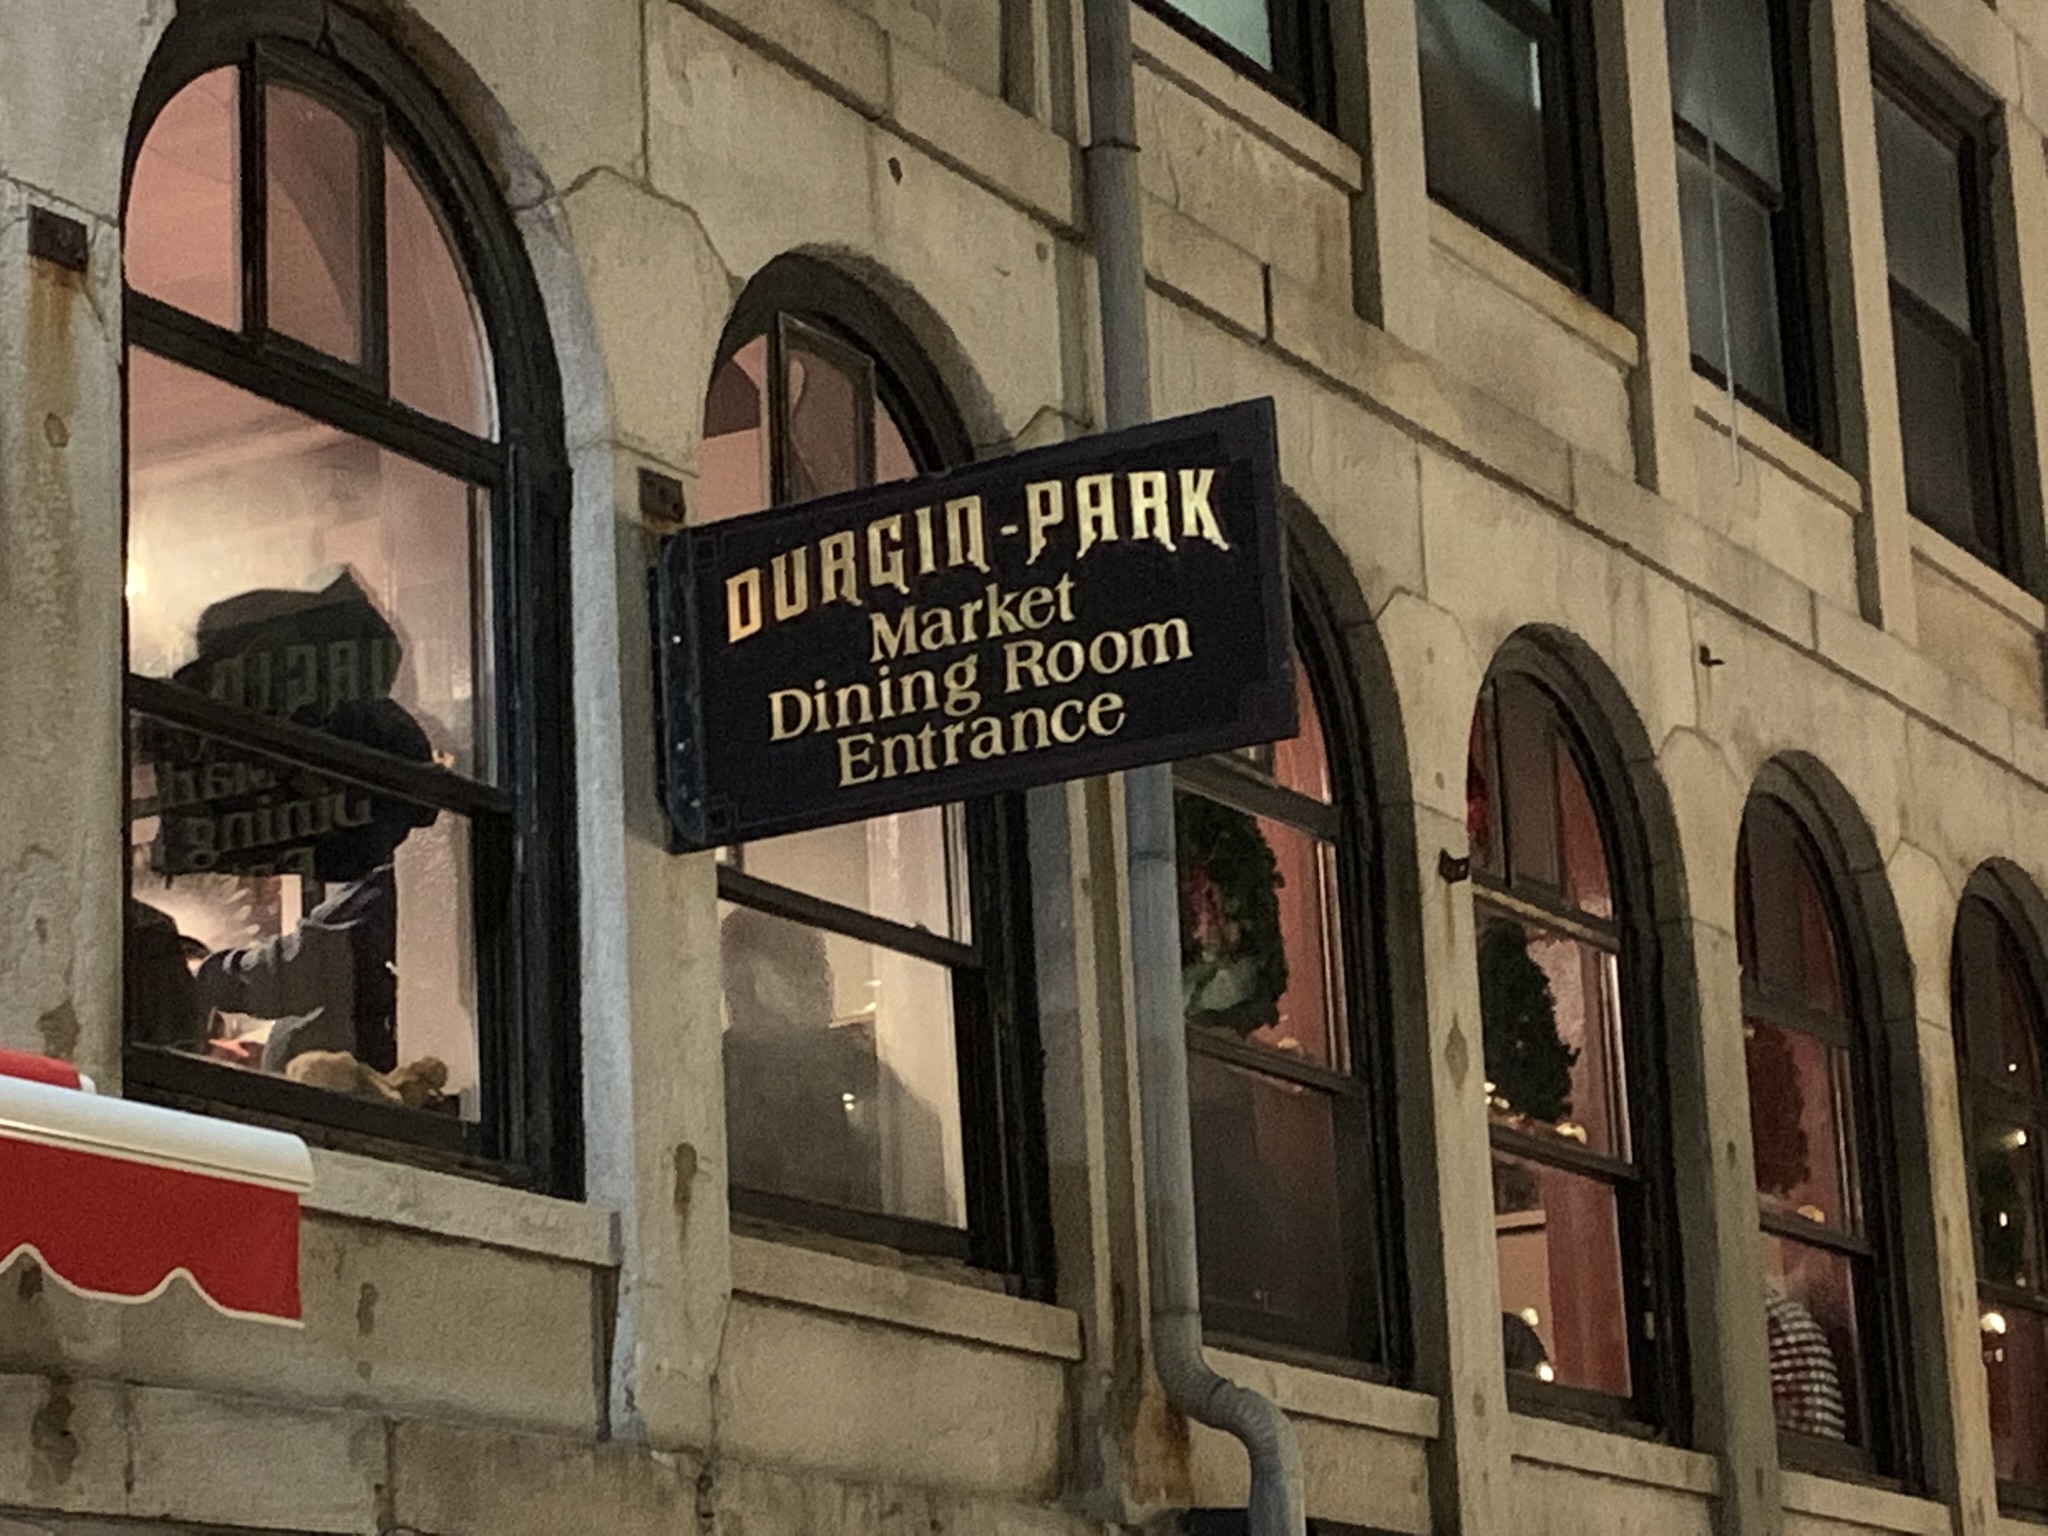 DURGIN-PARK
Market
Dining Room
Entrance